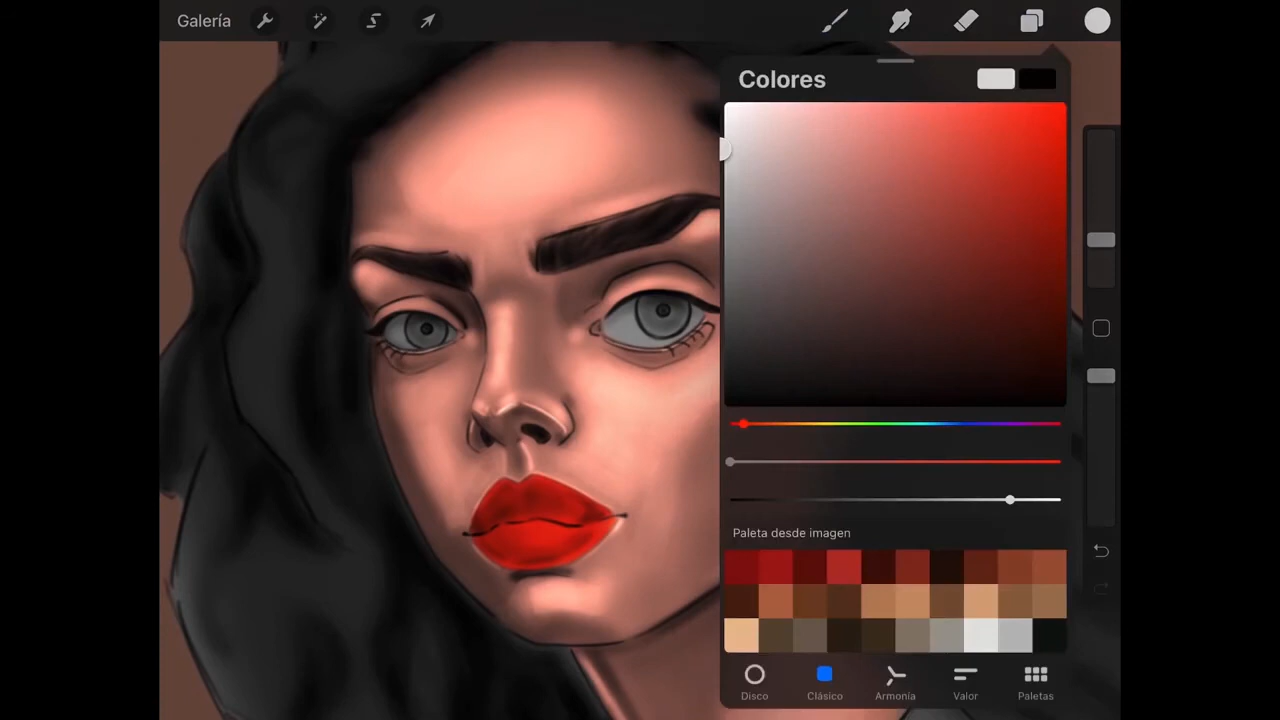 Galería
Colores
Paleta desde imagen
Disco
Clásico
Armonía
Valor
Paletas